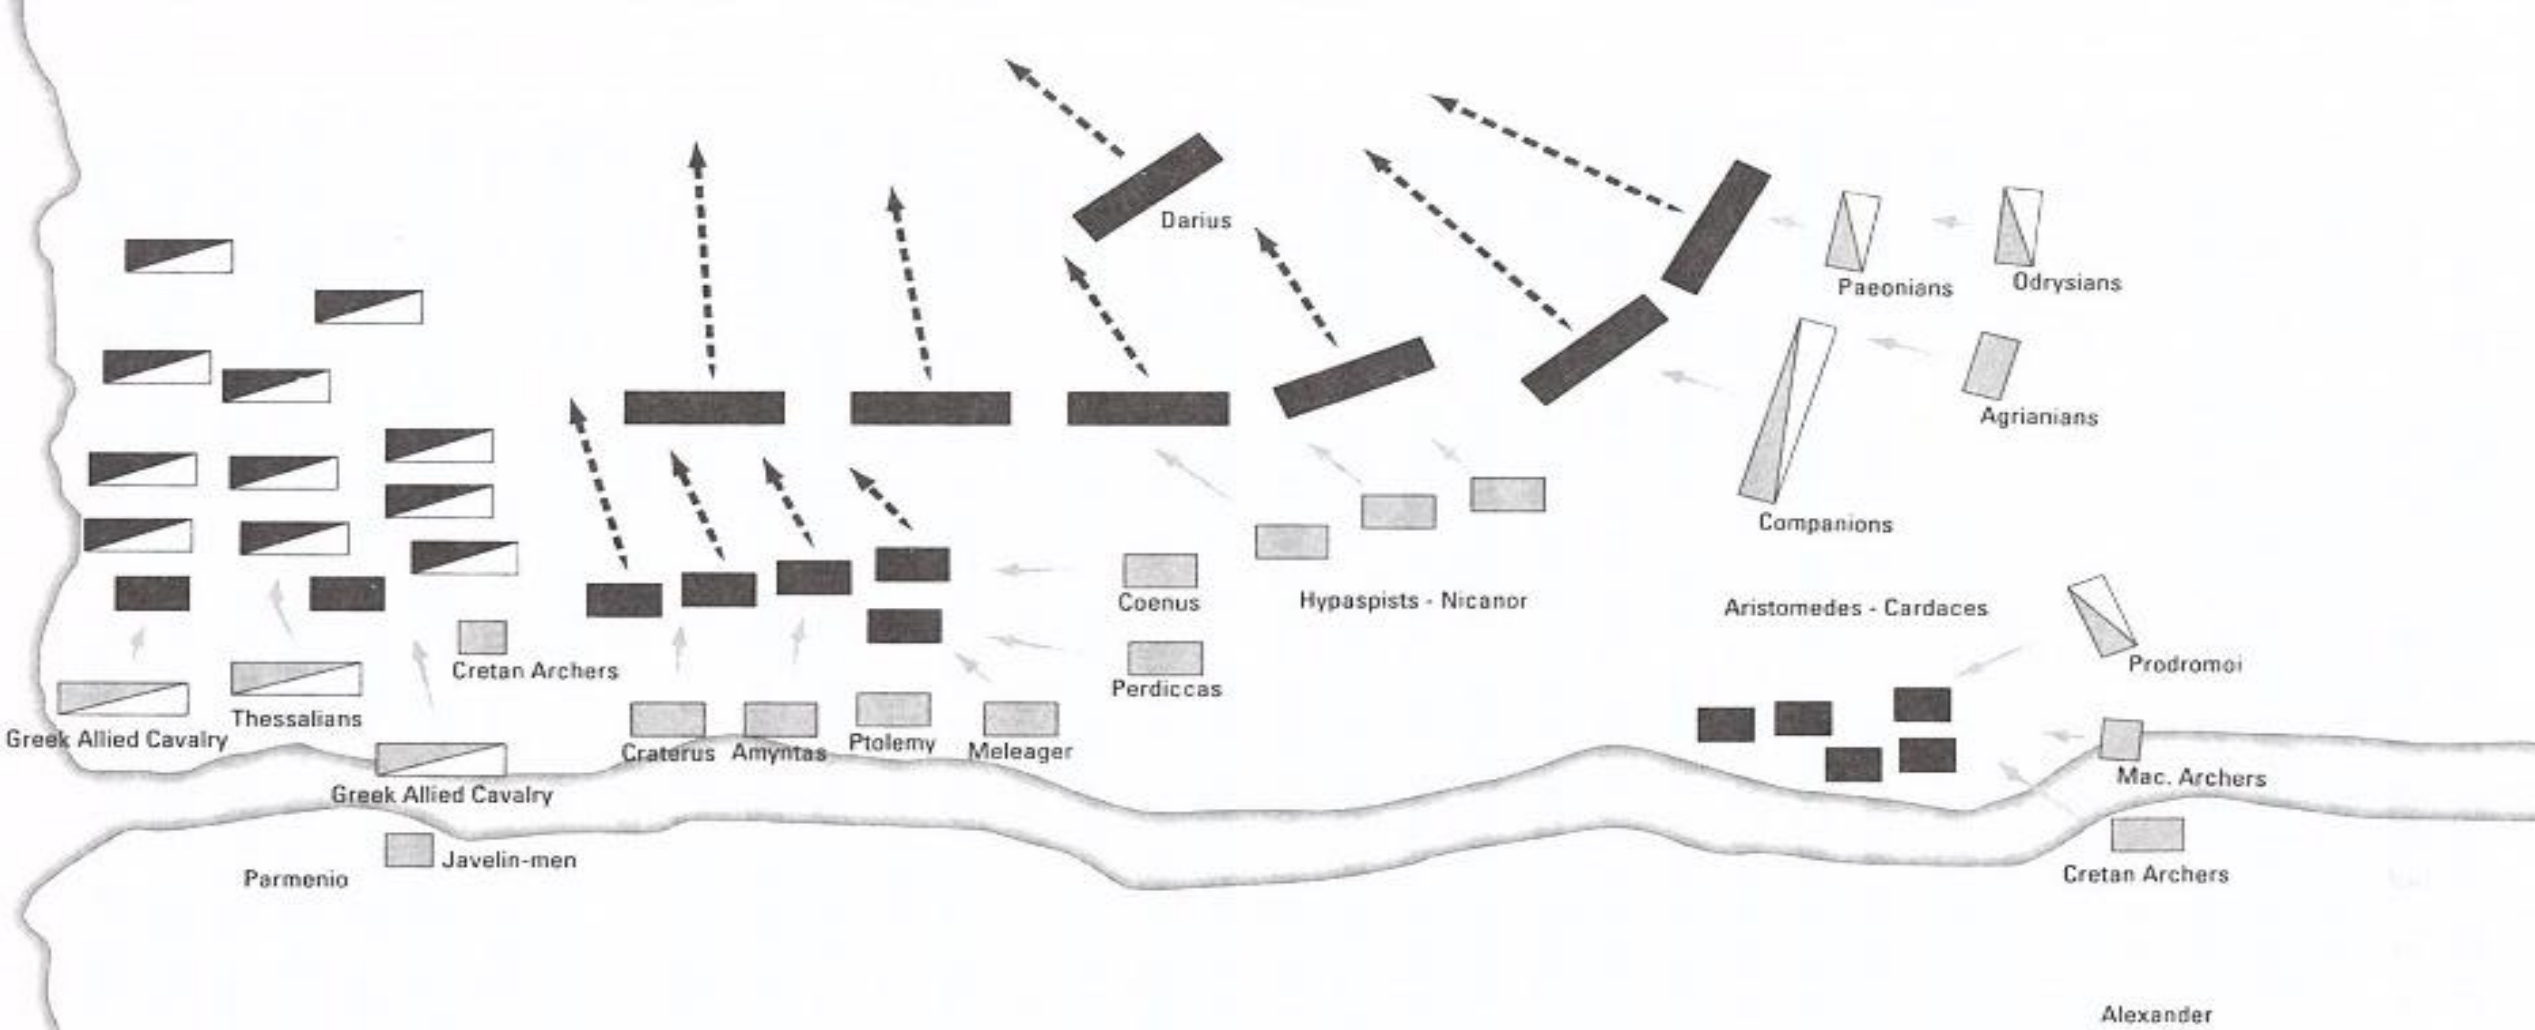 Darius
Paeonians
Odrysians
Agrianians
Companions
Coenus
Hypaspists - Nicanor
Aristomedes - Cardaces
Cretan Archers
Prodromoi
Perdiccas
Thessalians
Greek Allied Cavalry
Craterus
Amyntas
Ptolemy
Meleager
Mac. Archers
Greek Allied Cavalry
Javelin-men
Parmenio
Cretan Archers
Alexander